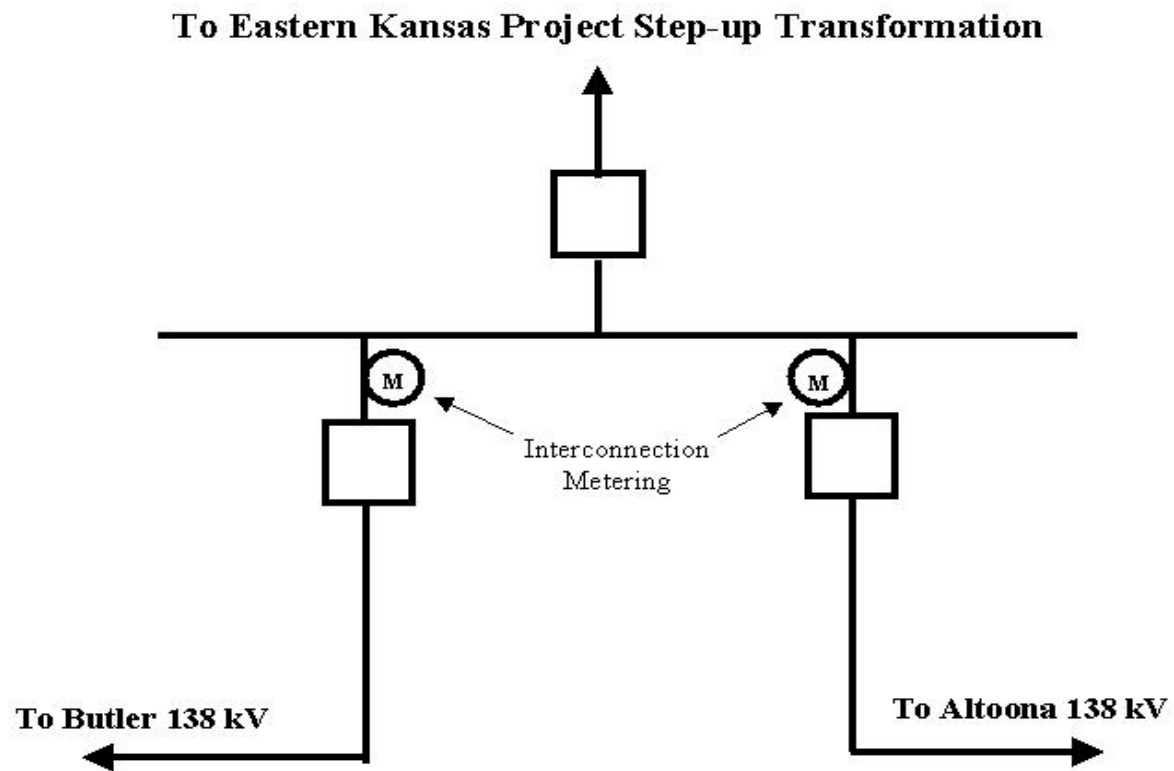 To Eastern Kansas Project Step-up Transformation
M
M
Interconnection
Metering
To Butler 138 kV
To Altoona 138 kV